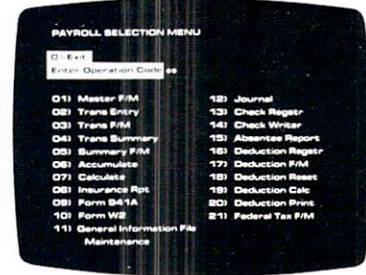 PAYROLL SELECTION MENU
0=Exit
Enter Operation Code
01) Master F/M
02) Trans Entry
03) Trans F/M
04) Trans Summary
05) Summary F/M
06) Accumulate
07) Calculate
08) Insurance Rpt
09) Form 941A
10) Form W2
11) General Information File
Maintenance
12) Journal
13) Check Regstr
14) Check Writer
15) Absentee Report
16) Deduction Regstr
17) Deduction F/M
18) Deduction Reset
19) Deduction Calc
20) Deduction Print
21) Federal Tax F/M